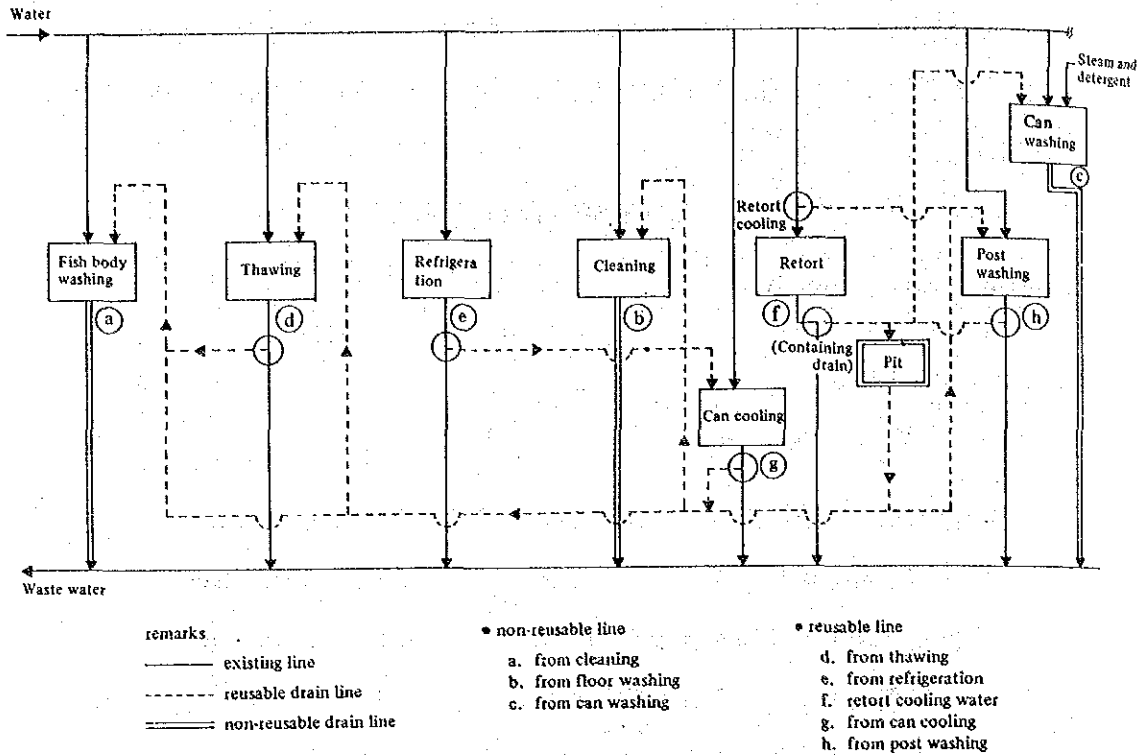 Water
Steam and
detergent
Can
washing
c
Retort
cooling
Fish body
washing
Thawing
Refrigera
tion
Cleaning
Retort
Post
washing
a
d
e
b
f
h
(Containing
drain)
Pit
Can cooling
g
Waste water
remarks
existing line
reusable drain line
non-reusable drain line
• non-reusable line
a. from cleaning
b. from floor washing
c. from can washing
• reusable line
d. from thawing
e. from refrigeration
f. retort cooling water
g. from can cooling
h. from post washing